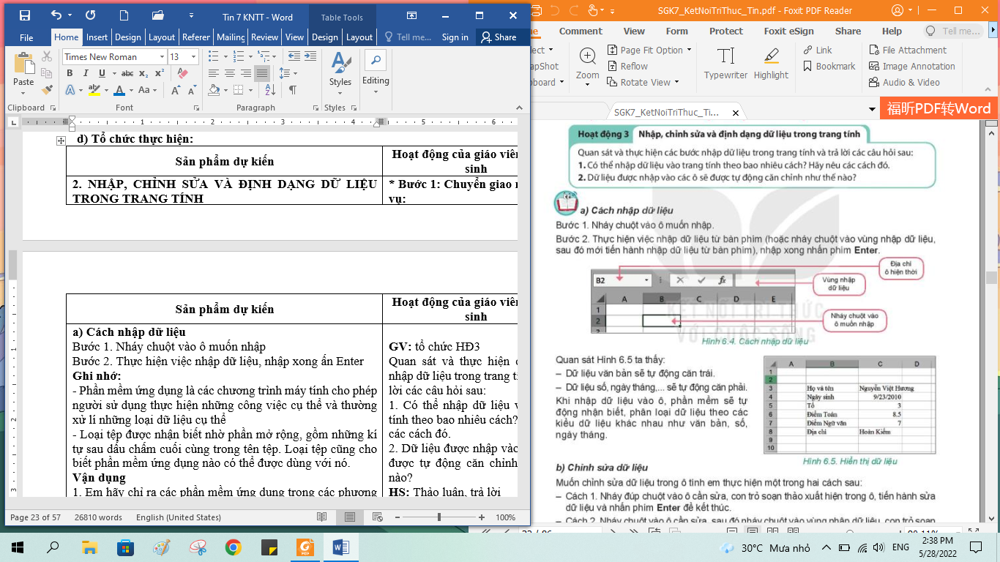 Tin 7 KNTT - Word
Table Tools
File Home Insert Design Layout Referer Mailing Review View Design Layout Tell me... Sign in Share
Paste
Times New Roman 13
B I U abc x2 x2
A aby A Aa A A
Styles
Editing
Clipboard Font Paragraph Styles
L
1 2 3 4 5 6
d) Tổ chức thực hiện:
Sản phẩm dự kiến
Hoạt động của giáo viê
sinh
2. NHẬP, CHỈNH SỬA VÀ ĐỊNH DẠNG DỮ LIỆU
TRONG TRANG TÍNH
* Bước 1: Chuyển giao
vụ:
Sản phẩm dự kiến
Hoạt động của giáo viê
sinh
a) Cách nhập dữ liệu
Bước 1. Nháy chuột vào ô muốn nhập
Bước 2. Thực hiện việc nhập dữ liệu, nhập xong ấn Enter
Ghi nhớ:
- Phần mềm ứng dụng là các chương trình máy tính cho phép
người sử dụng thực hiện những công việc cụ thể và thường
xử lí những loại dữ liệu cụ thể
- Loại tệp được nhận biết nhờ phần mở rộng, gồm những kí
tự sau dấu chấm cuối cùng trong tên tệp. Loại tệp cũng cho
biết phần mềm ứng dụng nào có thể được dùng với nó.
Vận dụng
1. Em hãy chỉ ra các phần mềm ứng dụng trong các phương
GV: tổ chức HĐ3
Quan sát và thực hiện
nhập dữ liệu trong trang
lời các câu hỏi sau:
1. Có thể nhập dữ liệu
tính theo bao nhiêu cách?
các cách đó.
2. Dữ liệu được nhập và
được tự động căn chỉnh
nào?
HS: Thảo luận, trả lời
Page 23 of 57 26810 words English (United States) 100%
SGK7_KetNoiTriThuc_Tin.pdf - Foxit PDF Reader
Comment View Form Protect Foxit eSign Share Help Tell me...
Zoom
Page Fit Option
Reflow
Rotate View
Typewriter
Highlight
Link
Bookmark
File Attachment
Image Annotation
Audio & Video
SGK7_KetNoiTriThuc_Ti...
福昕PDF转Word
Hoạt động 3 Nhập, chỉnh sửa và định dạng dữ liệu trong trang tính
Quan sát và thực hiện các bước nhập dữ liệu trong trang tính và trả lời các câu hỏi sau:
1. Có thể nhập dữ liệu vào trang tính theo bao nhiêu cách? Hãy nêu các cách đó.
2. Dữ liệu được nhập vào các ô sẽ được tự động căn chỉnh như thế nào?
a) Cách nhập dữ liệu
Bước 1. Nháy chuột vào ô muốn nhập.
Bước 2. Thực hiện việc nhập dữ liệu từ bàn phím (hoặc nháy chuột vào vùng nhập dữ liệu,
sau đó mới tiến hành nhập dữ liệu từ bàn phím), nhập xong nhấn phím Enter.
Địa chỉ
ô hiện thời
Vùng nhập
dữ liệu
Nháy chuột vào
ô muốn nhập
B2 fx
A B C D E
1
2
KẾT NỐI TRI THỨC
VỚI CUỘC SỐNG
Hình 6.4. Cách nhập dữ liệu
Quan sát Hình 6.5 ta thấy:
– Dữ liệu văn bản sẽ tự động căn trái.
– Dữ liệu số, ngày tháng,... sẽ tự động căn phải.
Khi nhập dữ liệu vào ô, phần mềm sẽ tự
động nhận biết, phân loại dữ liệu theo các
kiểu dữ liệu khác nhau như văn bản, số,
ngày tháng.
A B C D
1
2
3 Họ và tên Nguyễn Việt Hương
4 Ngày sinh 9/23/2010
5 Tổ 3
6 Điểm Toán 8.5
7 Điểm Ngữ văn 7
8 Địa chỉ Hoàn Kiếm
9
10
Hình 6.5. Hiển thị dữ liệu
b) Chỉnh sửa dữ liệu
Muốn chỉnh sửa dữ liệu trong ô tính em thực hiện một trong hai cách sau:
– Cách 1. Nháy đúp chuột vào ô cần sửa, con trỏ soạn thảo xuất hiện trong ô, tiến hành sửa
dữ liệu và nhấn phím Enter để kết thúc.
– Cách 2. Nháy chuột vào ô cần sửa, sau đó nháy chuột vào vùng nhập dữ liệu, con trỏ soạn
30°C Mưa nhỏ ENG
2:38 PM
5/28/2022